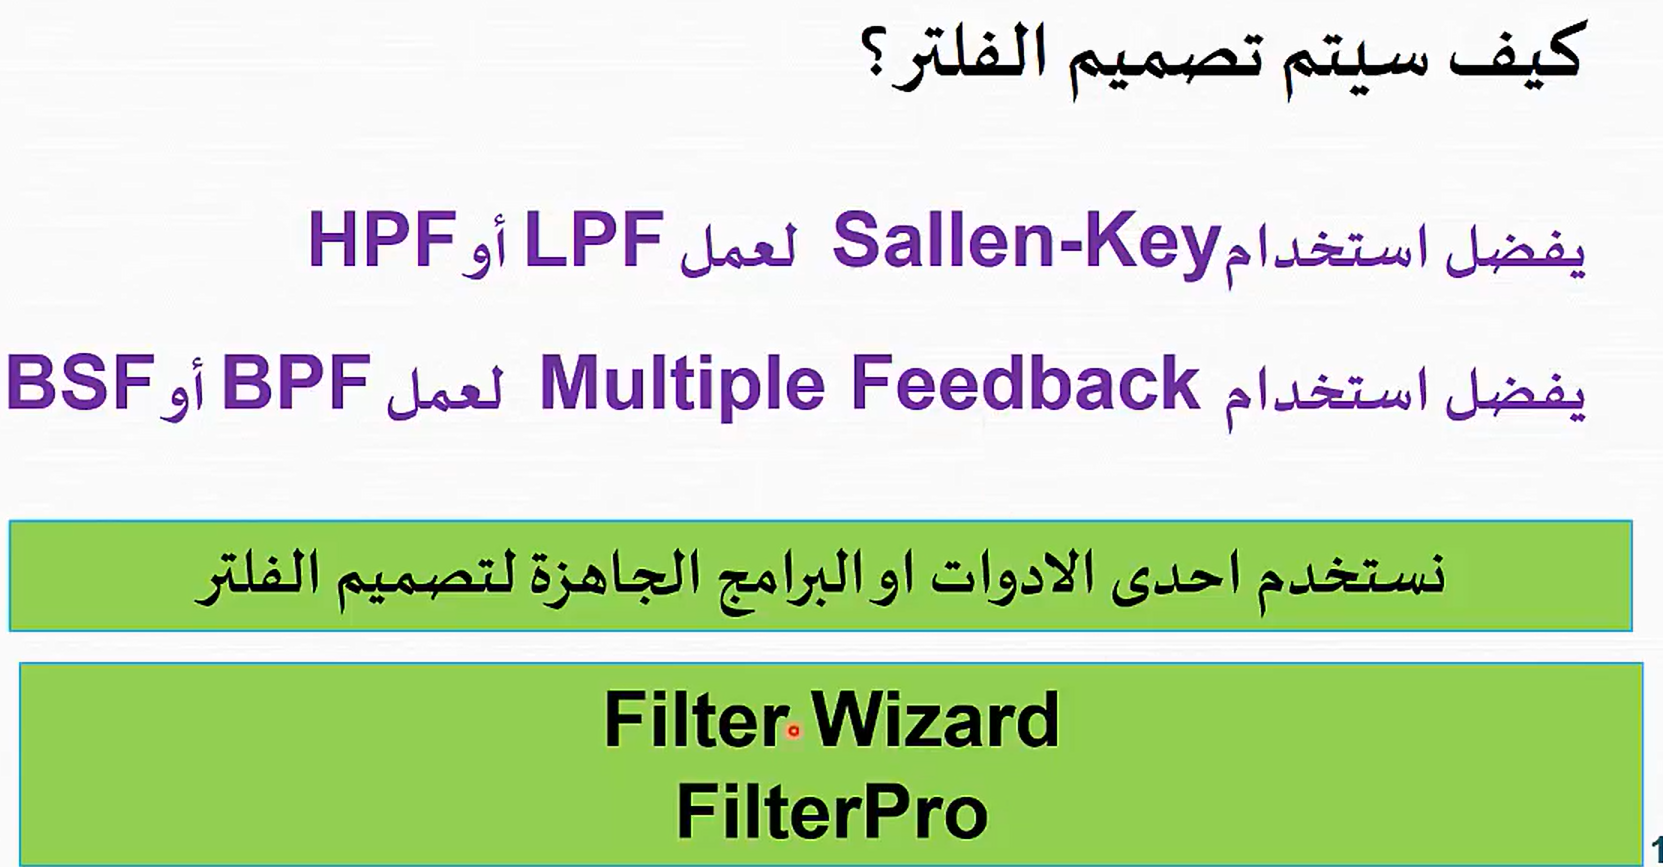 كيف سيتم تصميم الفلتر؟
يفضل استخدام Sallen-Key لعمل LPF أو HPF
يفضل استخدام Multiple Feedback لعمل BPF أو BSF
نستخدم احدى الادوات او البرامج الجاهزة لتصميم الفلتر
Filter Wizard
FilterPro